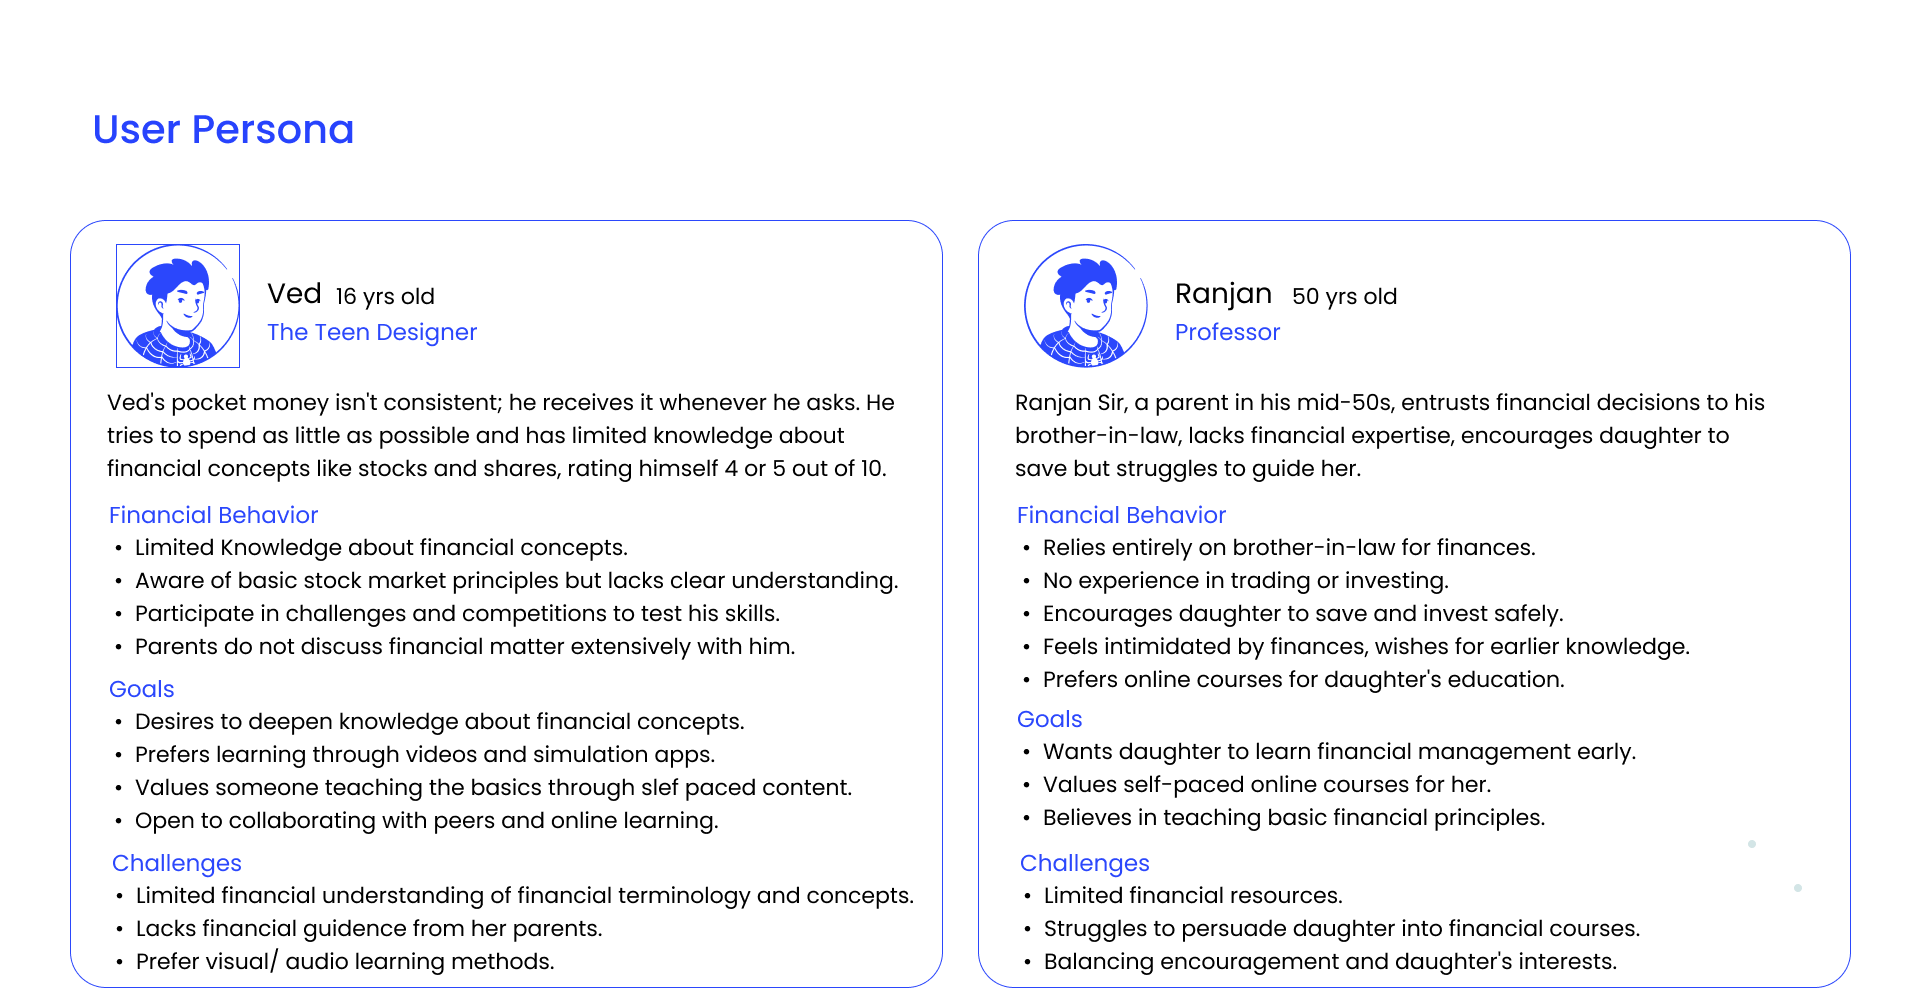 User Persona
Ved 16 yrs old
The Teen Designer
Ved's pocket money isn't consistent; he receives it whenever he asks. He
tries to spend as little as possible and has limited knowledge about
financial concepts like stocks and shares, rating himself 4 or 5 out of 10.
Financial Behavior
• Limited Knowledge about financial concepts.
• Aware of basic stock market principles but lacks clear understanding.
• Participate in challenges and competitions to test his skills.
• Parents do not discuss financial matter extensively with him.
Goals
• Desires to deepen knowledge about financial concepts.
• Prefers learning through videos and simulation apps.
• Values someone teaching the basics through slef paced content.
• Open to collaborating with peers and online learning.
Challenges
• Limited financial understanding of financial terminology and concepts.
• Lacks financial guidence from her parents.
• Prefer visual/ audio learning methods.
Ranjan 50 yrs old
Professor
Ranjan Sir, a parent in his mid-50s, entrusts financial decisions to his
brother-in-law, lacks financial expertise, encourages daughter to
save but struggles to guide her.
Financial Behavior
• Relies entirely on brother-in-law for finances.
• No experience in trading or investing.
• Encourages daughter to save and invest safely.
• Feels intimidated by finances, wishes for earlier knowledge.
• Prefers online courses for daughter's education.
Goals
• Wants daughter to learn financial management early.
• Values self-paced online courses for her.
• Believes in teaching basic financial principles.
Challenges
• Limited financial resources.
• Struggles to persuade daughter into financial courses.
• Balancing encouragement and daughter's interests.